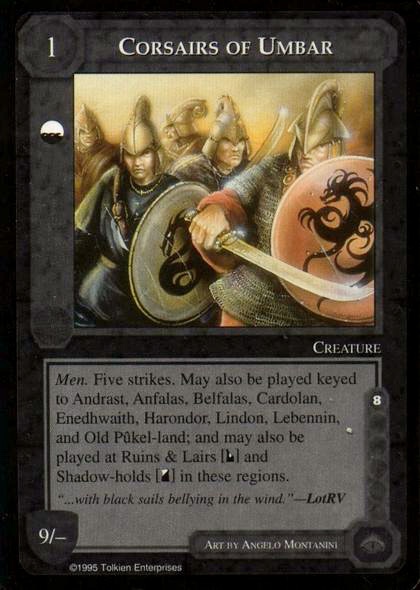 1
CORSAIRS OF UMBAR
CREATURE
Men. Five strikes. May also be played keyed
to Andrast, Anfalas, Belfalas, Cardolan,
Enedhwaith, Harondor, Lindon, Lebennin,
and Old Pûkel-land; and may also be
played at Ruins & Lairs [] and
Shadow-holds [] in these regions.
“...with black sails bellying in the wind.”—LotRV
8
9/–
ART BY ANGELO MONTANINI
©1995 Tolkien Enterprises